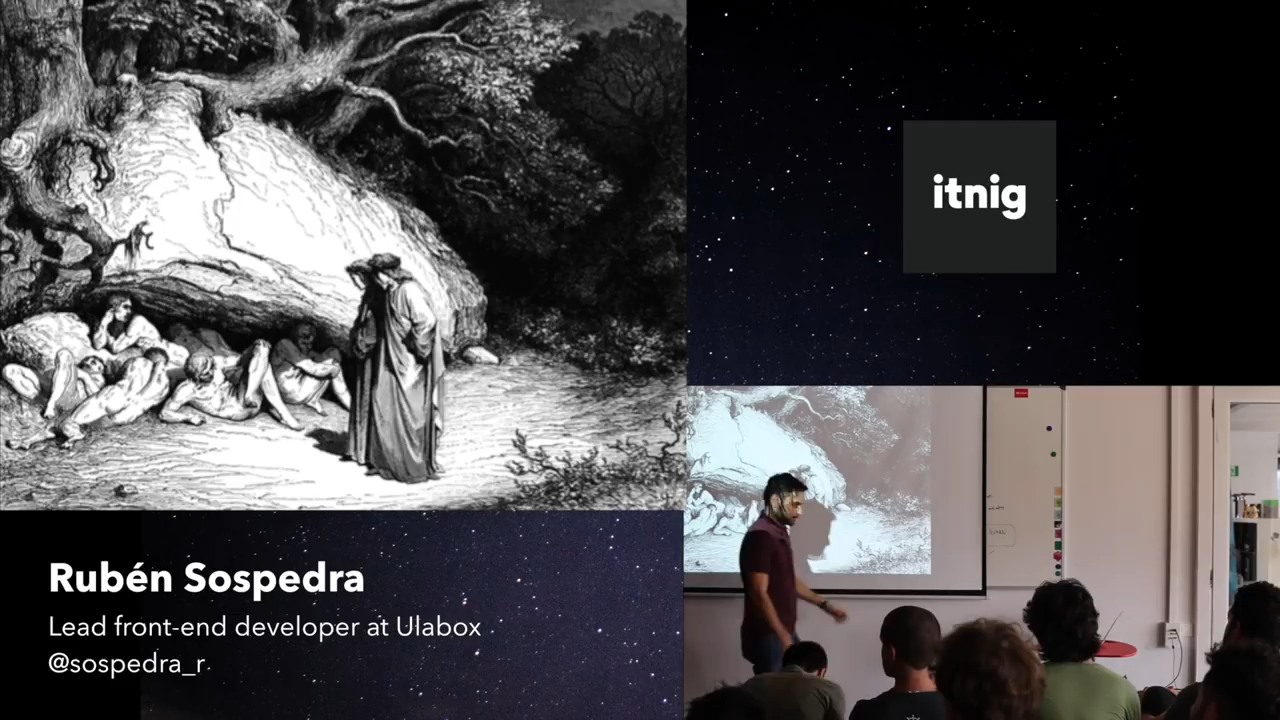 itnig
Rubén Sospedra
Lead front-end developer at Ulabox
@sospedra_r